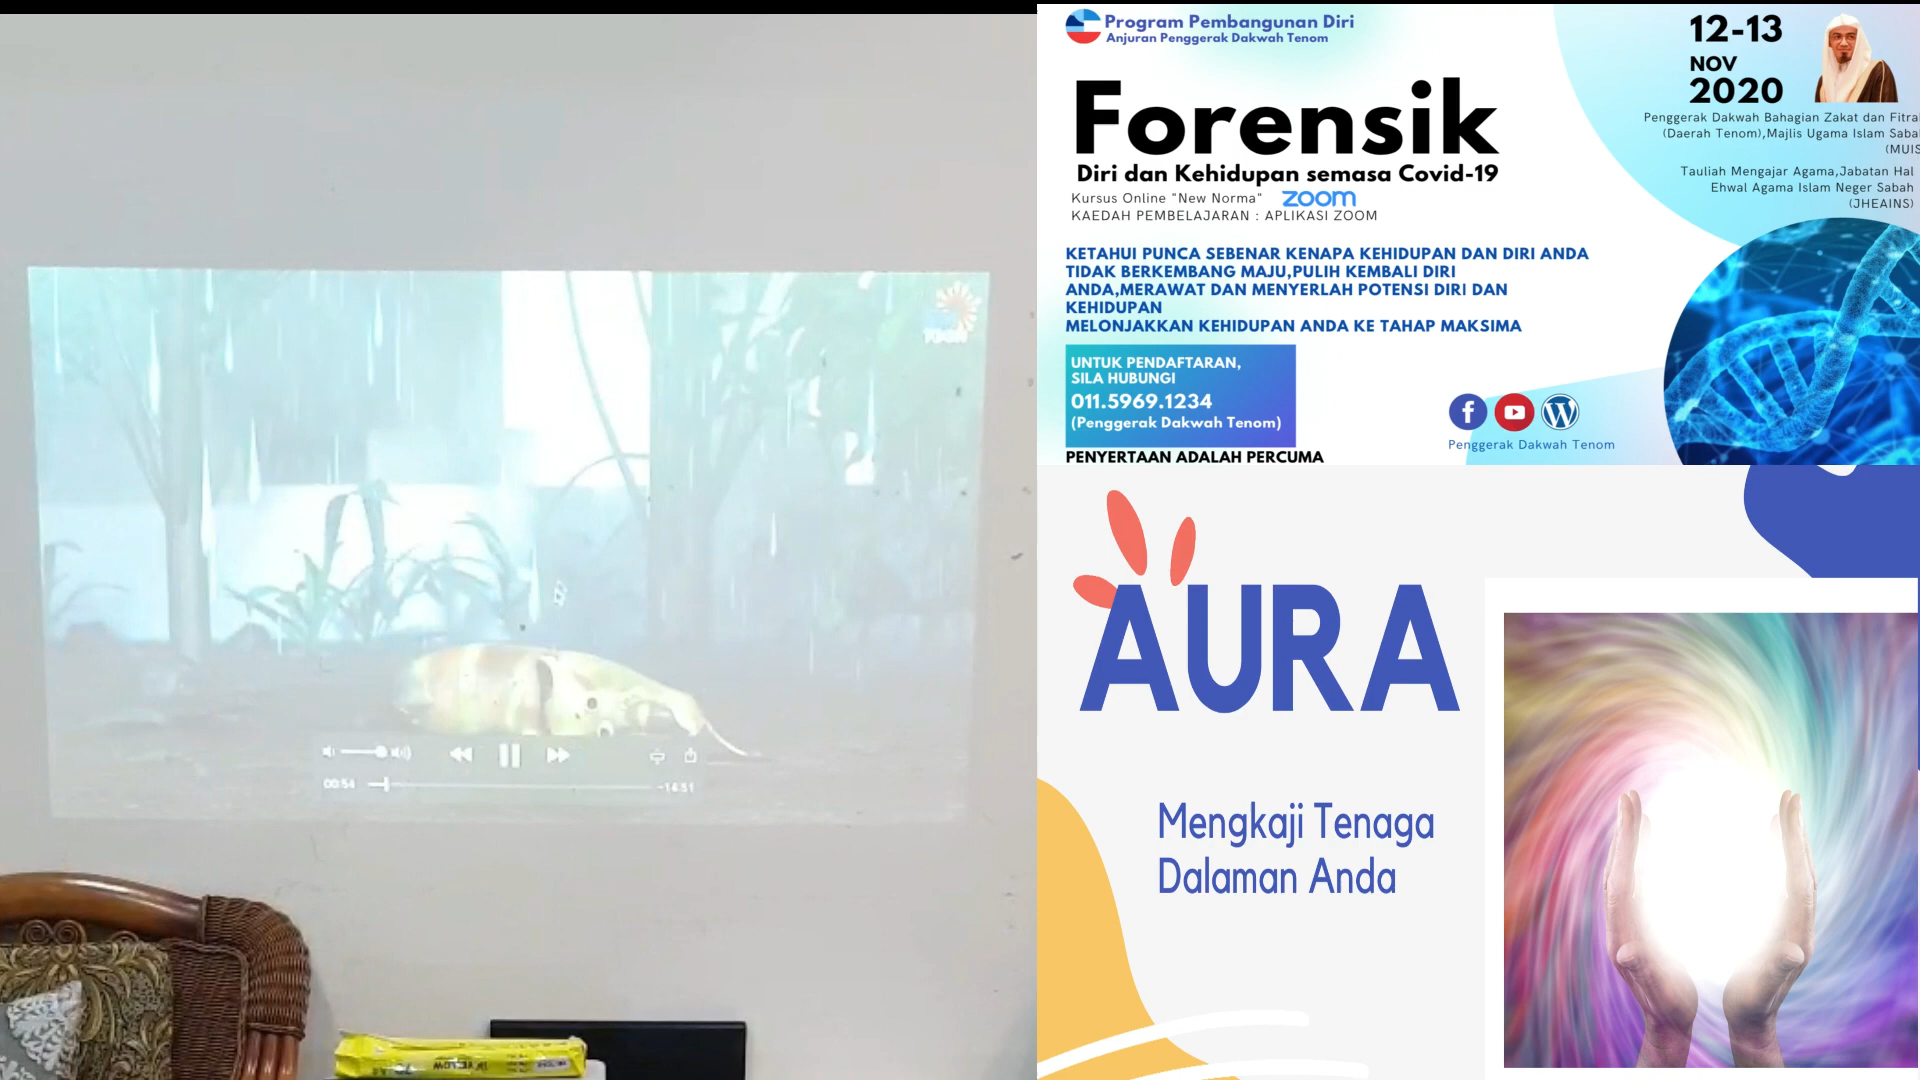 Program Pembangunan Diri
Anjuran Penggerak Dakwah Tenom
Forensik
Diri dan Kehidupan semasa Covid-19
Kursus Online "New Norma" zoom
KAEDAH PEMBELAJARAN : APLIKASI ZOOM
KETAHUI PUNCA SEBENAR KENAPA KEHIDUPAN DAN DIRI ANDA
TIDAK BERKEMBANG MAJU,PULIH KEMBALI DIRI
ANDA,MERAWAT DAN MENYERLAH POTENSI DIRI DAN
KEHIDUPAN
MELONJAKKAN KEHIDUPAN ANDA KE TAHAP MAKSIMA
UNTUK PENDAFTARAN,
SILA HUBUNGI
011.5969.1234
(Penggerak Dakwah Tenom)
PENYERTAAN ADALAH PERCUMA
12-13
NOV
2020
Penggerak Dakwah Bahagian Zakat dan Fitra
(Daerah Tenom),Majlis Ugama Islam Saba
(MUIS
Tauliah Mengajar Agama,Jabatan Hal
Ehwal Agama Islam Neger Sabah
(JHEAINS)
Penggerak Dakwah Tenom
AURA
Mengkaji Tenaga
Dalaman Anda
00:54
-14:51